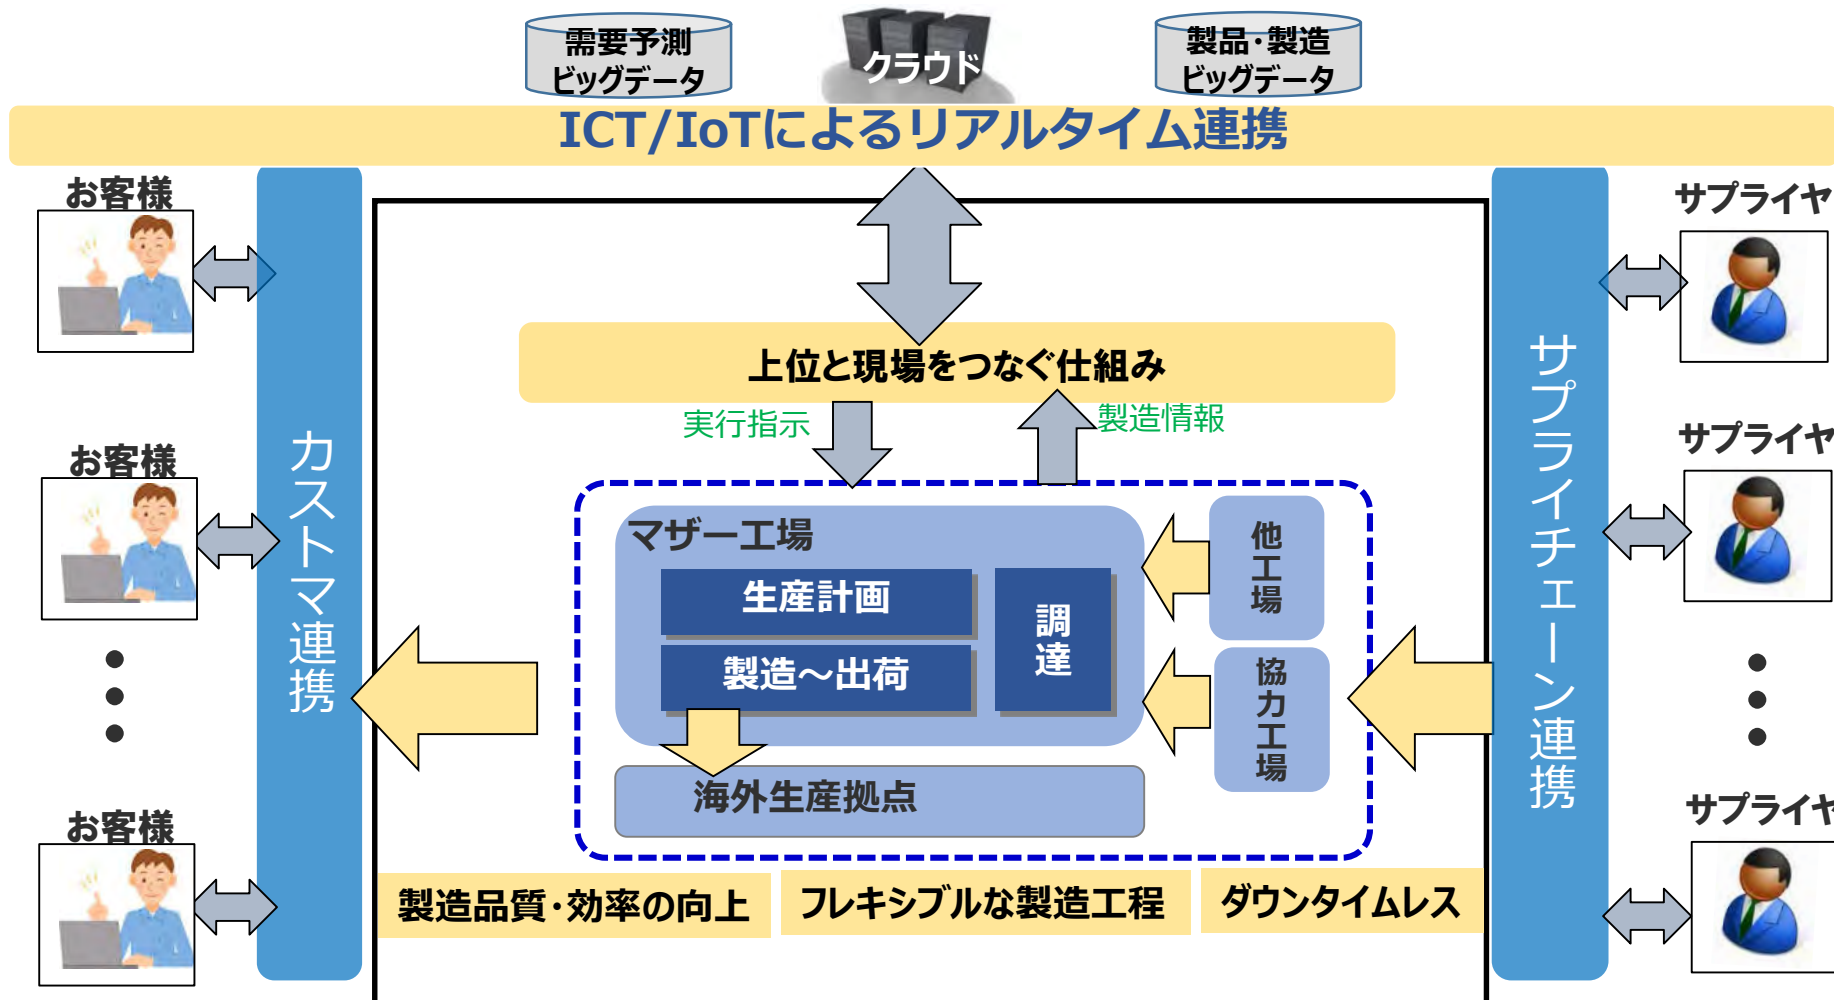 需要予測
ビッグデータ
クラウド
製品・製造
ビッグデータ
ICT/IoTによるリアルタイム連携
お客様
サプライヤ
上位と現場をつなぐ仕組み
実行指示
製造情報
お客様
サプライヤ
カストマ連携
サプライチェーン連携
マザー工場
生産計画
製造～出荷
調達
他工場
協力工場
海外生産拠点
お客様
サプライヤ
製造品質・効率の向上
フレキシブルな製造工程
ダウンタイムレス